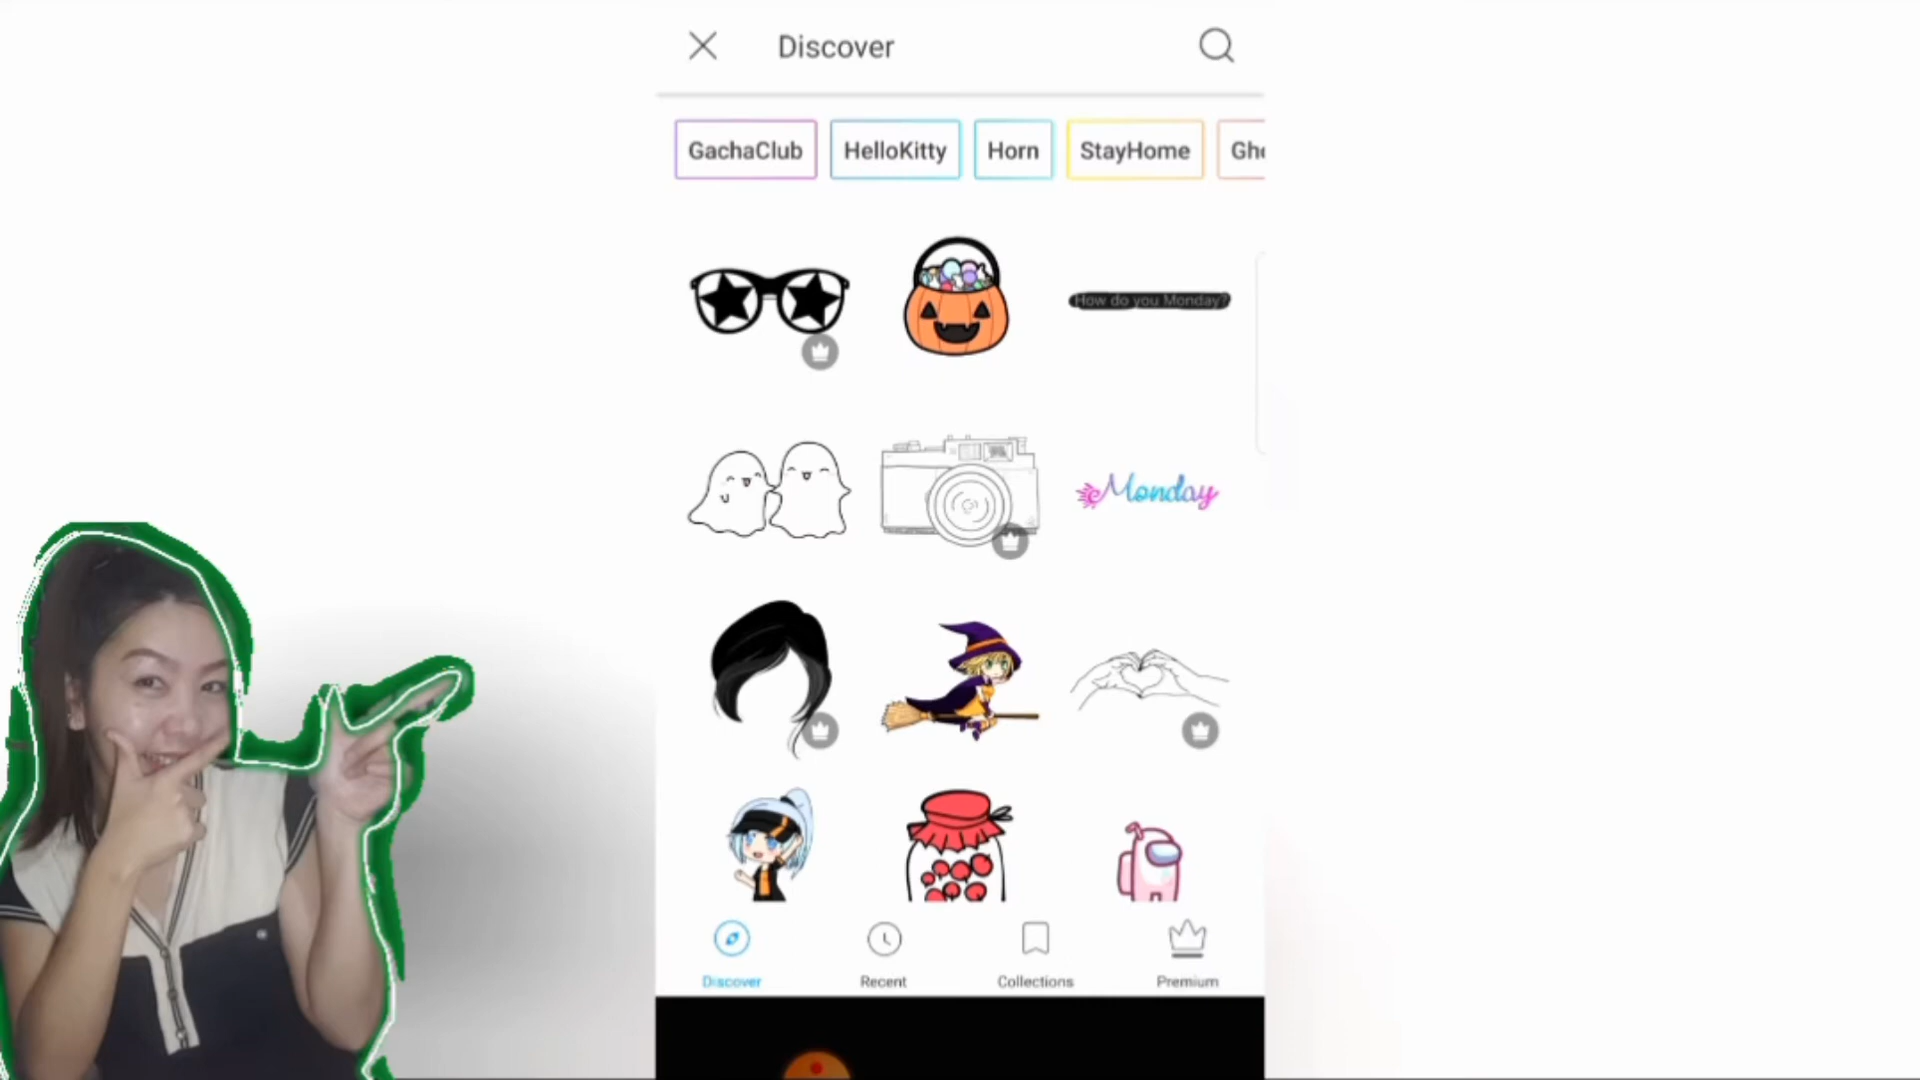 Discover
GachaClub
HelloKitty
Horn
StayHome
How do you Monday?
Monday
Discover
Recent
Collections
Premium